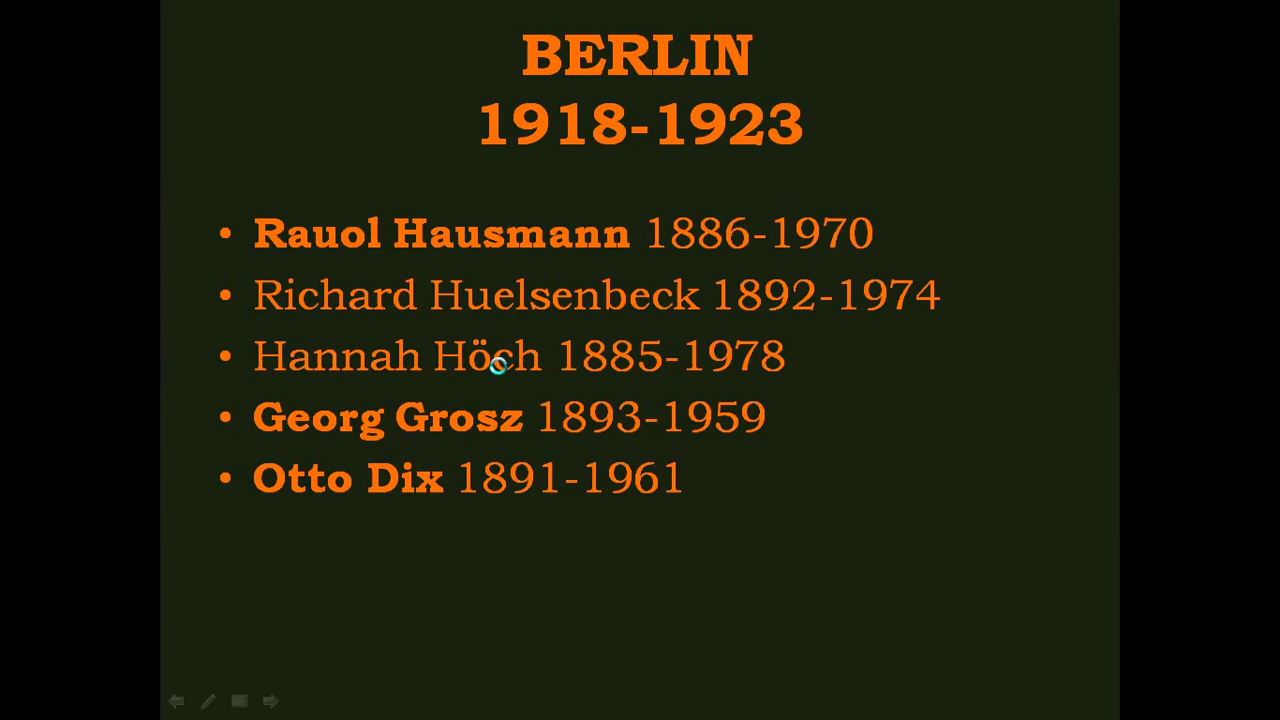 BERLIN
1918-1923
• Rauol Hausmann 1886-1970
• Richard Huelsenbeck 1892-1974
• Hannah Höch 1885-1978
• Georg Grosz 1893-1959
• Otto Dix 1891-1961